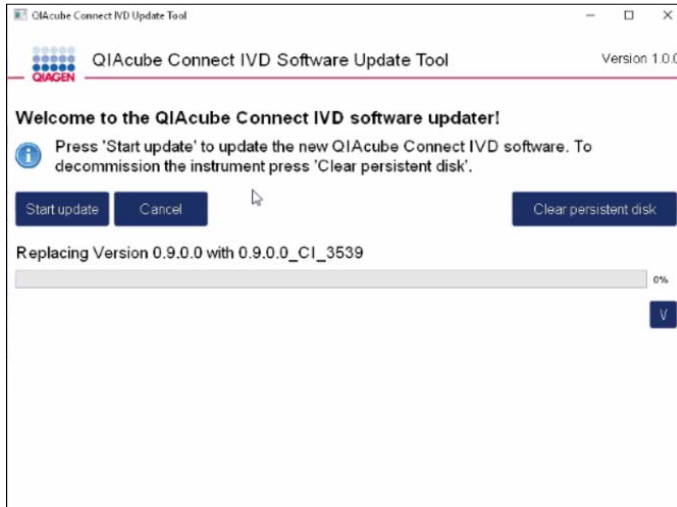 QIAcube Connect IVD Update Tool
QIAGEN
QIAcube Connect IVD Software Update Tool
Version 1.0.0
Welcome to the QIAcube Connect IVD software updater!
Press 'Start update' to update the new QIAcube Connect IVD software. To
decommission the instrument press 'Clear persistent disk'.
Start update
Cancel
Clear persistent disk
Replacing Version 0.9.0.0 with 0.9.0.0_CI_3539
0%
V